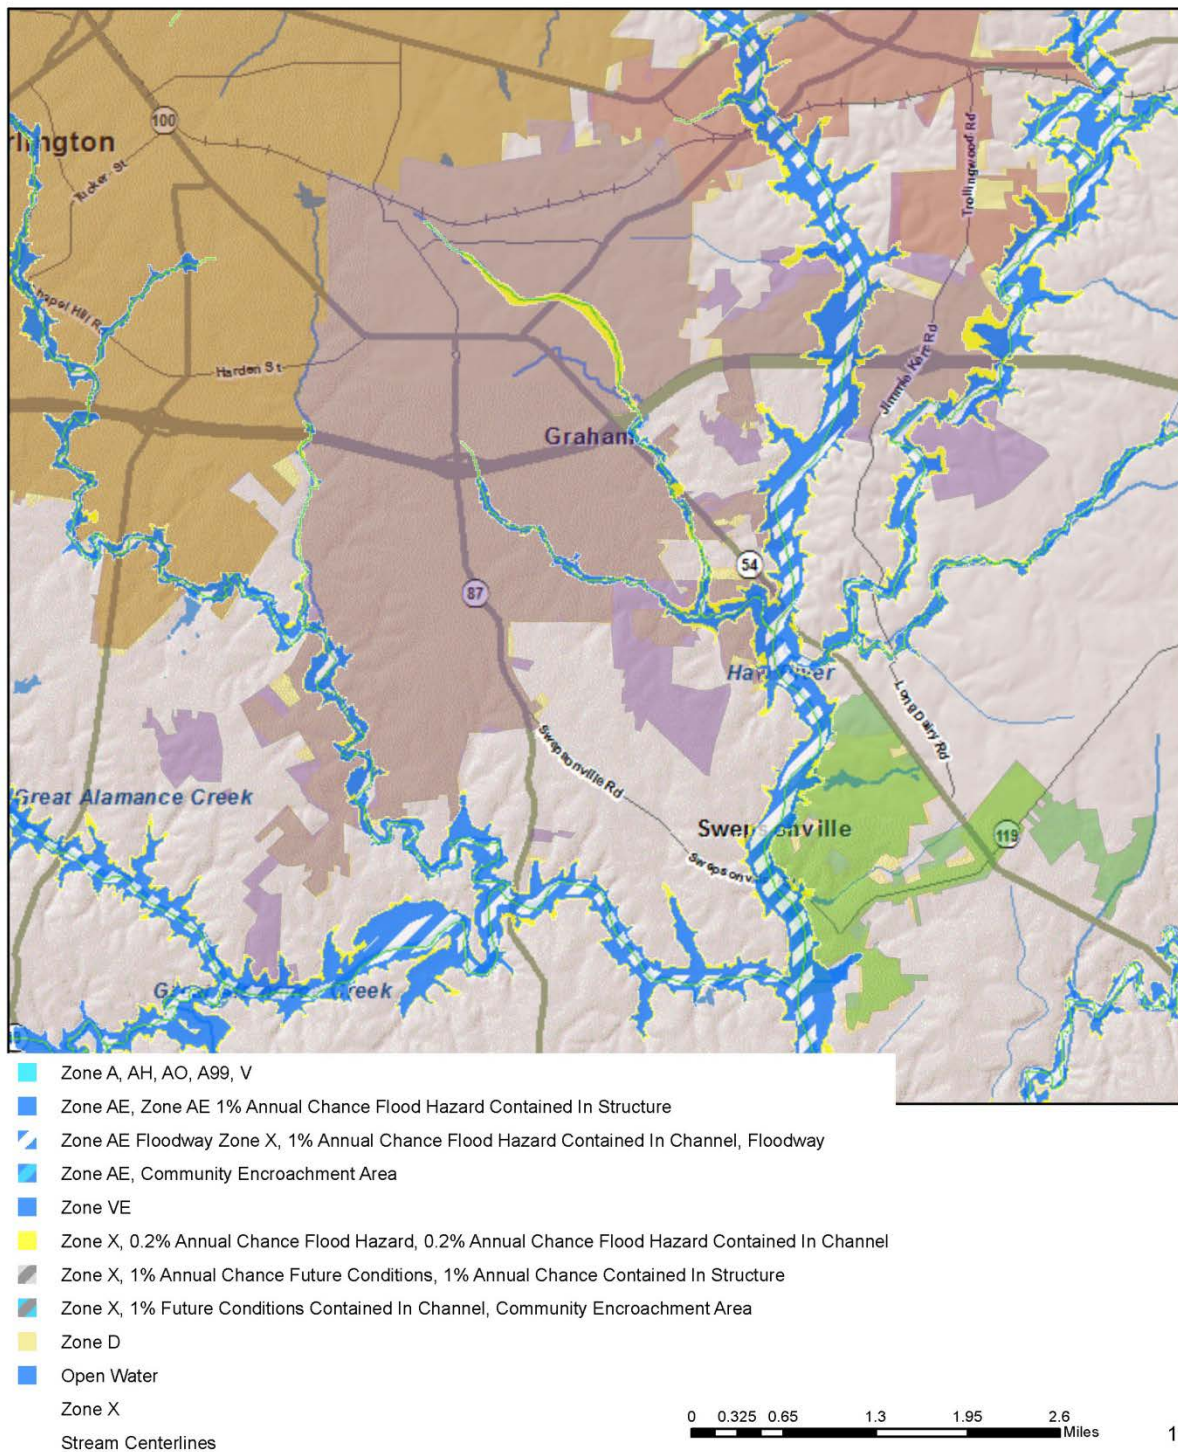 100
rlington
Tucker St
Trollingwood Rd
hapel Hill R
Harden St
Jimmie Kerr Rd
Graham
54
87
Haw River
Long Dairy Rd
Swepsonville Rd
Great Alamance Creek
Swepsonville
119
Swepsonvill
Creek
Zone A, AH, AO, A99, V
Zone AE, Zone AE 1% Annual Chance Flood Hazard Contained In Structure
Zone AE Floodway Zone X, 1% Annual Chance Flood Hazard Contained In Channel, Floodway
Zone AE, Community Encroachment Area
Zone VE
Zone X, 0.2% Annual Chance Flood Hazard, 0.2% Annual Chance Flood Hazard Contained In Channel
Zone X, 1% Annual Chance Future Conditions, 1% Annual Chance Contained In Structure
Zone X, 1% Future Conditions Contained In Channel, Community Encroachment Area
Zone D
Open Water
Zone X
Stream Centerlines
0 0.325 0.65 1.3 1.95 2.6
Miles
1